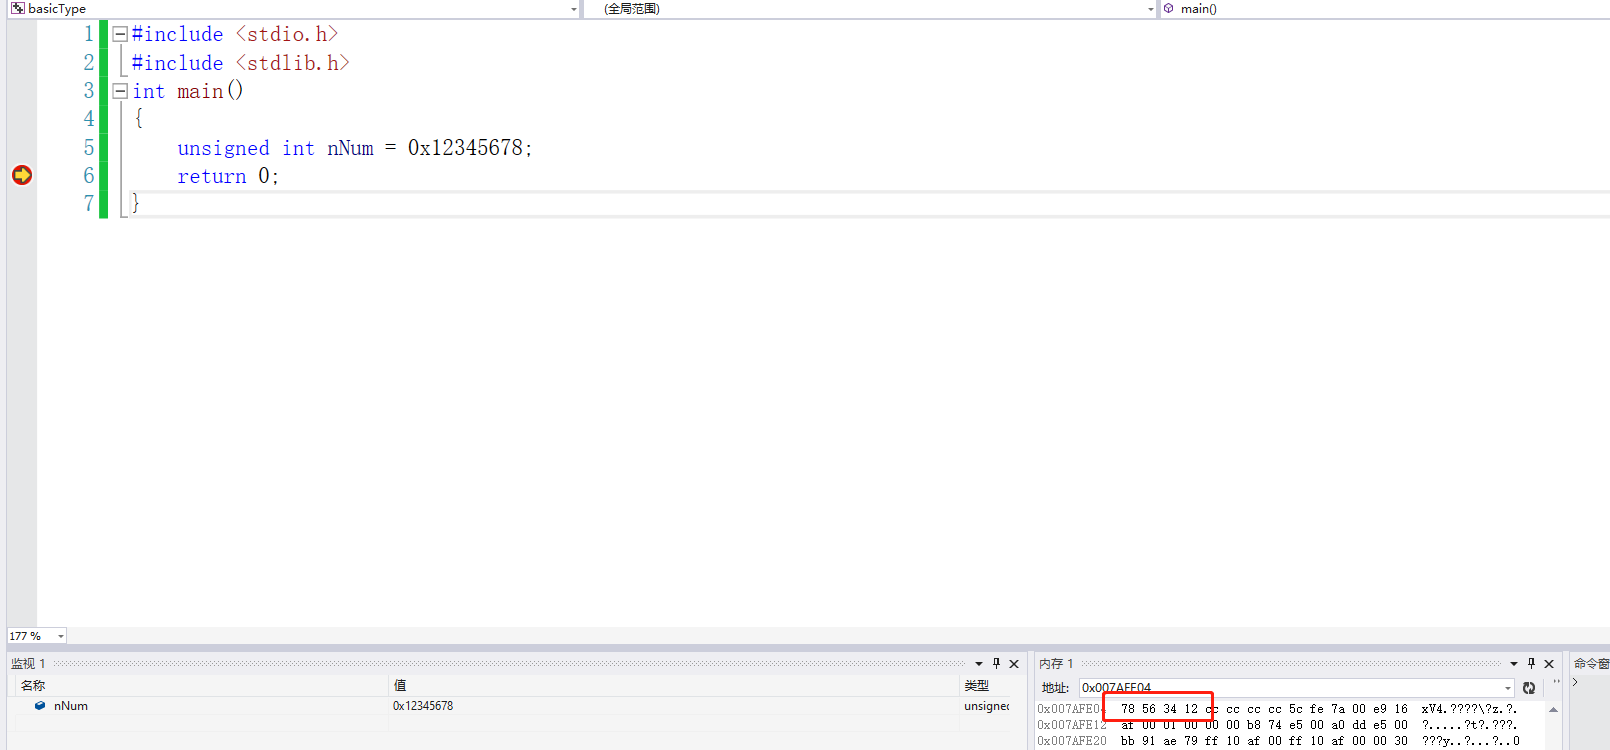 basicType (全局范围) main()
1 #include <stdio.h>
2 #include <stdlib.h>
3 int main()
4 {
5 unsigned int nNum = 0x12345678;
6 return 0;
7 }
177 %
监视 1
名称 值 类型
nNum 0x12345678 unsigned
内存 1
地址: 0x007AFE04
0x007AFE04 78 56 34 12 cc cc cc cc 5c fe 7a 00 e9 16 xV4.????\?z.?.
0x007AFE12 af 00 01 00 00 00 b8 74 e5 00 a0 dd e5 00 ?.....?t?.???.
0x007AFE20 bb 91 ae 79 ff 10 af 00 ff 10 af 00 00 30 ???y..?...?..0
命令窗
>